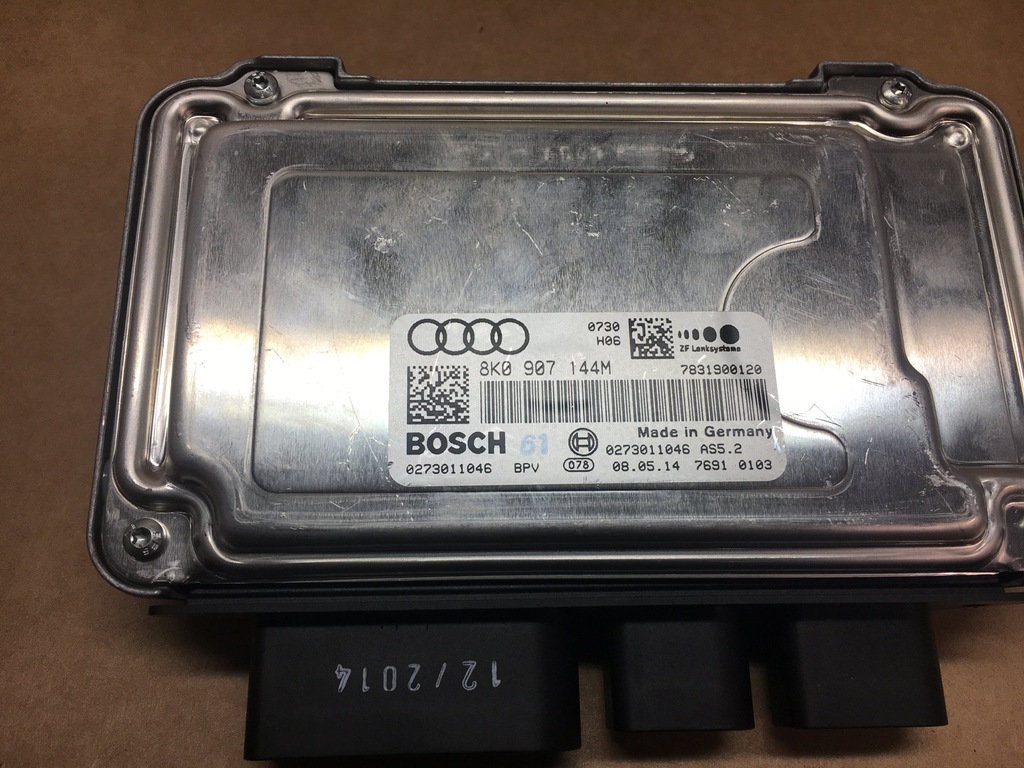 0730
H06
ZF Lenksysteme
8K0 907 144M
7831900120
Made in Germany
BOSCH 61
0273011046 AS5.2
0273011046 BPV 078 08.05.14 7691 0103
12/2014